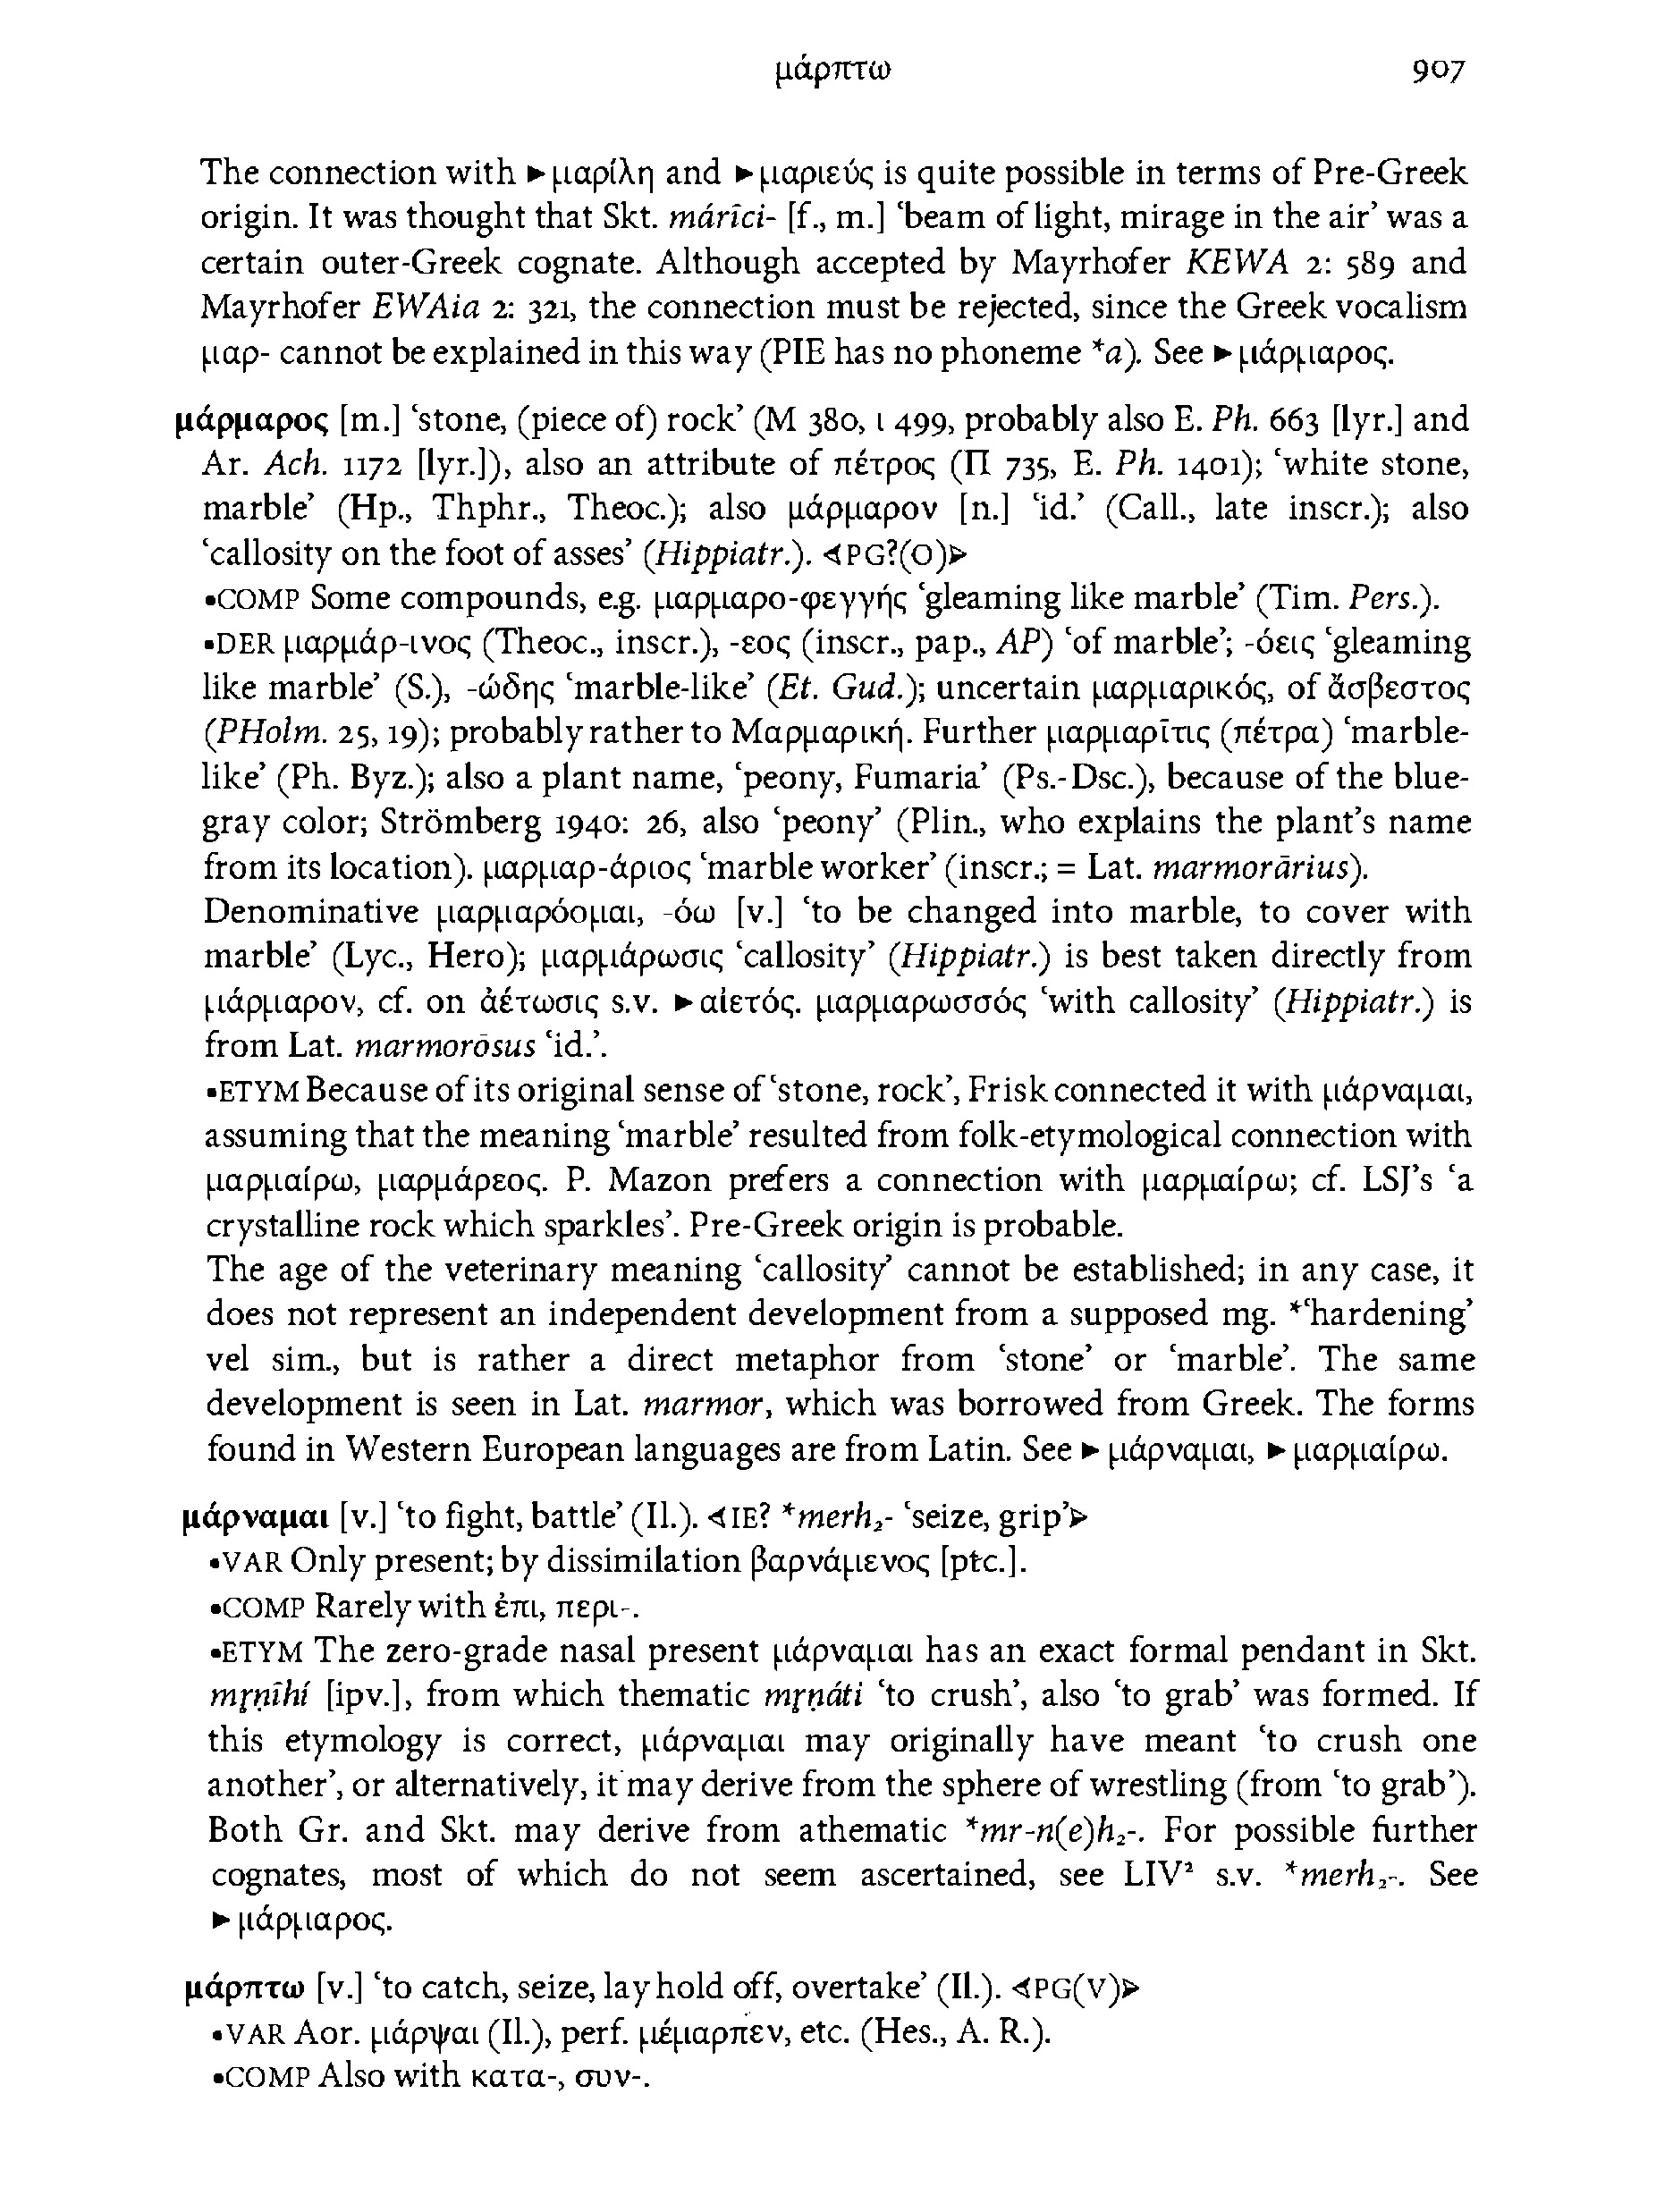 μάρπτω 907
The connection with ►μαρίλη and ►μαριεύς is quite possible in terms of Pre-Greek
origin. It was thought that Skt. márīci- [f., m.] ‘beam of light, mirage in the air’ was a
certain outer-Greek cognate. Although accepted by Mayrhofer KEWA 2: 589 and
Mayrhofer EWAia 2: 321, the connection must be rejected, since the Greek vocalism
μαρ- cannot be explained in this way (PIE has no phoneme *a). See ►μάρμαρος.
μάρμαρος [m.] ‘stone, (piece of) rock’ (M 380, ι 499, probably also E. Ph. 663 [lyr.] and
Ar. Ach. 1172 [lyr.]), also an attribute of πέτρος (Π 735, E. Ph. 1401); ‘white stone,
marble’ (Hp., Thphr., Theoc.); also μάρμαρον [n.] ‘id.’ (Call., late inscr.); also
‘callosity on the foot of asses’ (Hippiatr.). ⋖PG?(O)⋗
•COMP Some compounds, e.g. μαρμαρο-φεγγής ‘gleaming like marble’ (Tim. Pers.).
•DER μαρμάρ-ινος (Theoc., inscr.), -εος (inscr., pap., AP) ‘of marble’; -όεις ‘gleaming
like marble’ (S.), -ώδης ‘marble-like’ (Et. Gud.); uncertain μαρμαρικός, of ἄσβεστος
(PHolm. 25, 19); probably rather to Μαρμαρική. Further μαρμαρῖτις (πέτρα) ‘marble-
like’ (Ph. Byz.); also a plant name, ‘peony, Fumaria’ (Ps.-Dsc.), because of the blue-
gray color; Strömberg 1940: 26, also ‘peony’ (Plin., who explains the plant’s name
from its location). μαρμαρ-άριος ‘marble worker’ (inscr.; = Lat. marmorārius).
Denominative μαρμαρόομαι, -όω [v.] ‘to be changed into marble, to cover with
marble’ (Lyc., Hero); μαρμάρωσις ‘callosity’ (Hippiatr.) is best taken directly from
μάρμαρον, cf. on ἀέτωσις s.v. ►αἰετός. μαρμαρωσσός ‘with callosity’ (Hippiatr.) is
from Lat. marmorōsus ‘id.’.
•ETYM Because of its original sense of ‘stone, rock’, Frisk connected it with μάρναμαι,
assuming that the meaning ‘marble’ resulted from folk-etymological connection with
μαρμαίρω, μαρμάρεος. P. Mazon prefers a connection with μαρμαίρω; cf. LSJ’s ‘a
crystalline rock which sparkles’. Pre-Greek origin is probable.
The age of the veterinary meaning ‘callosity’ cannot be established; in any case, it
does not represent an independent development from a supposed mg. *‘hardening’
vel sim., but is rather a direct metaphor from ‘stone’ or ‘marble’. The same
development is seen in Lat. marmor, which was borrowed from Greek. The forms
found in Western European languages are from Latin. See ► μάρναμαι, ► μαρμαίρω.
μάρναμαι [v.] ‘to fight, battle’ (Il.). ⋖IE? *merh₂- ‘seize, grip’⋗
•VAR Only present; by dissimilation βαρνάμενος [ptc.].
•COMP Rarely with ἐπι, περι-.
•ETYM The zero-grade nasal present μάρναμαι has an exact formal pendant in Skt.
mṛṇīhí [ipv.], from which thematic mṛṇáti ‘to crush’, also ‘to grab’ was formed. If
this etymology is correct, μάρναμαι may originally have meant ‘to crush one
another’, or alternatively, it may derive from the sphere of wrestling (from ‘to grab’).
Both Gr. and Skt. may derive from athematic *mr-n(e)h₂-. For possible further
cognates, most of which do not seem ascertained, see LIV² s.v. *merh₂-. See
►μάρμαρος.
μάρπτω [v.] ‘to catch, seize, lay hold off, overtake’ (Il.). ⋖PG(V)⋗
•VAR Aor. μάρψαι (Il.), perf. μέμαρπεν, etc. (Hes., A. R.).
•COMP Also with κατα-, συν-.